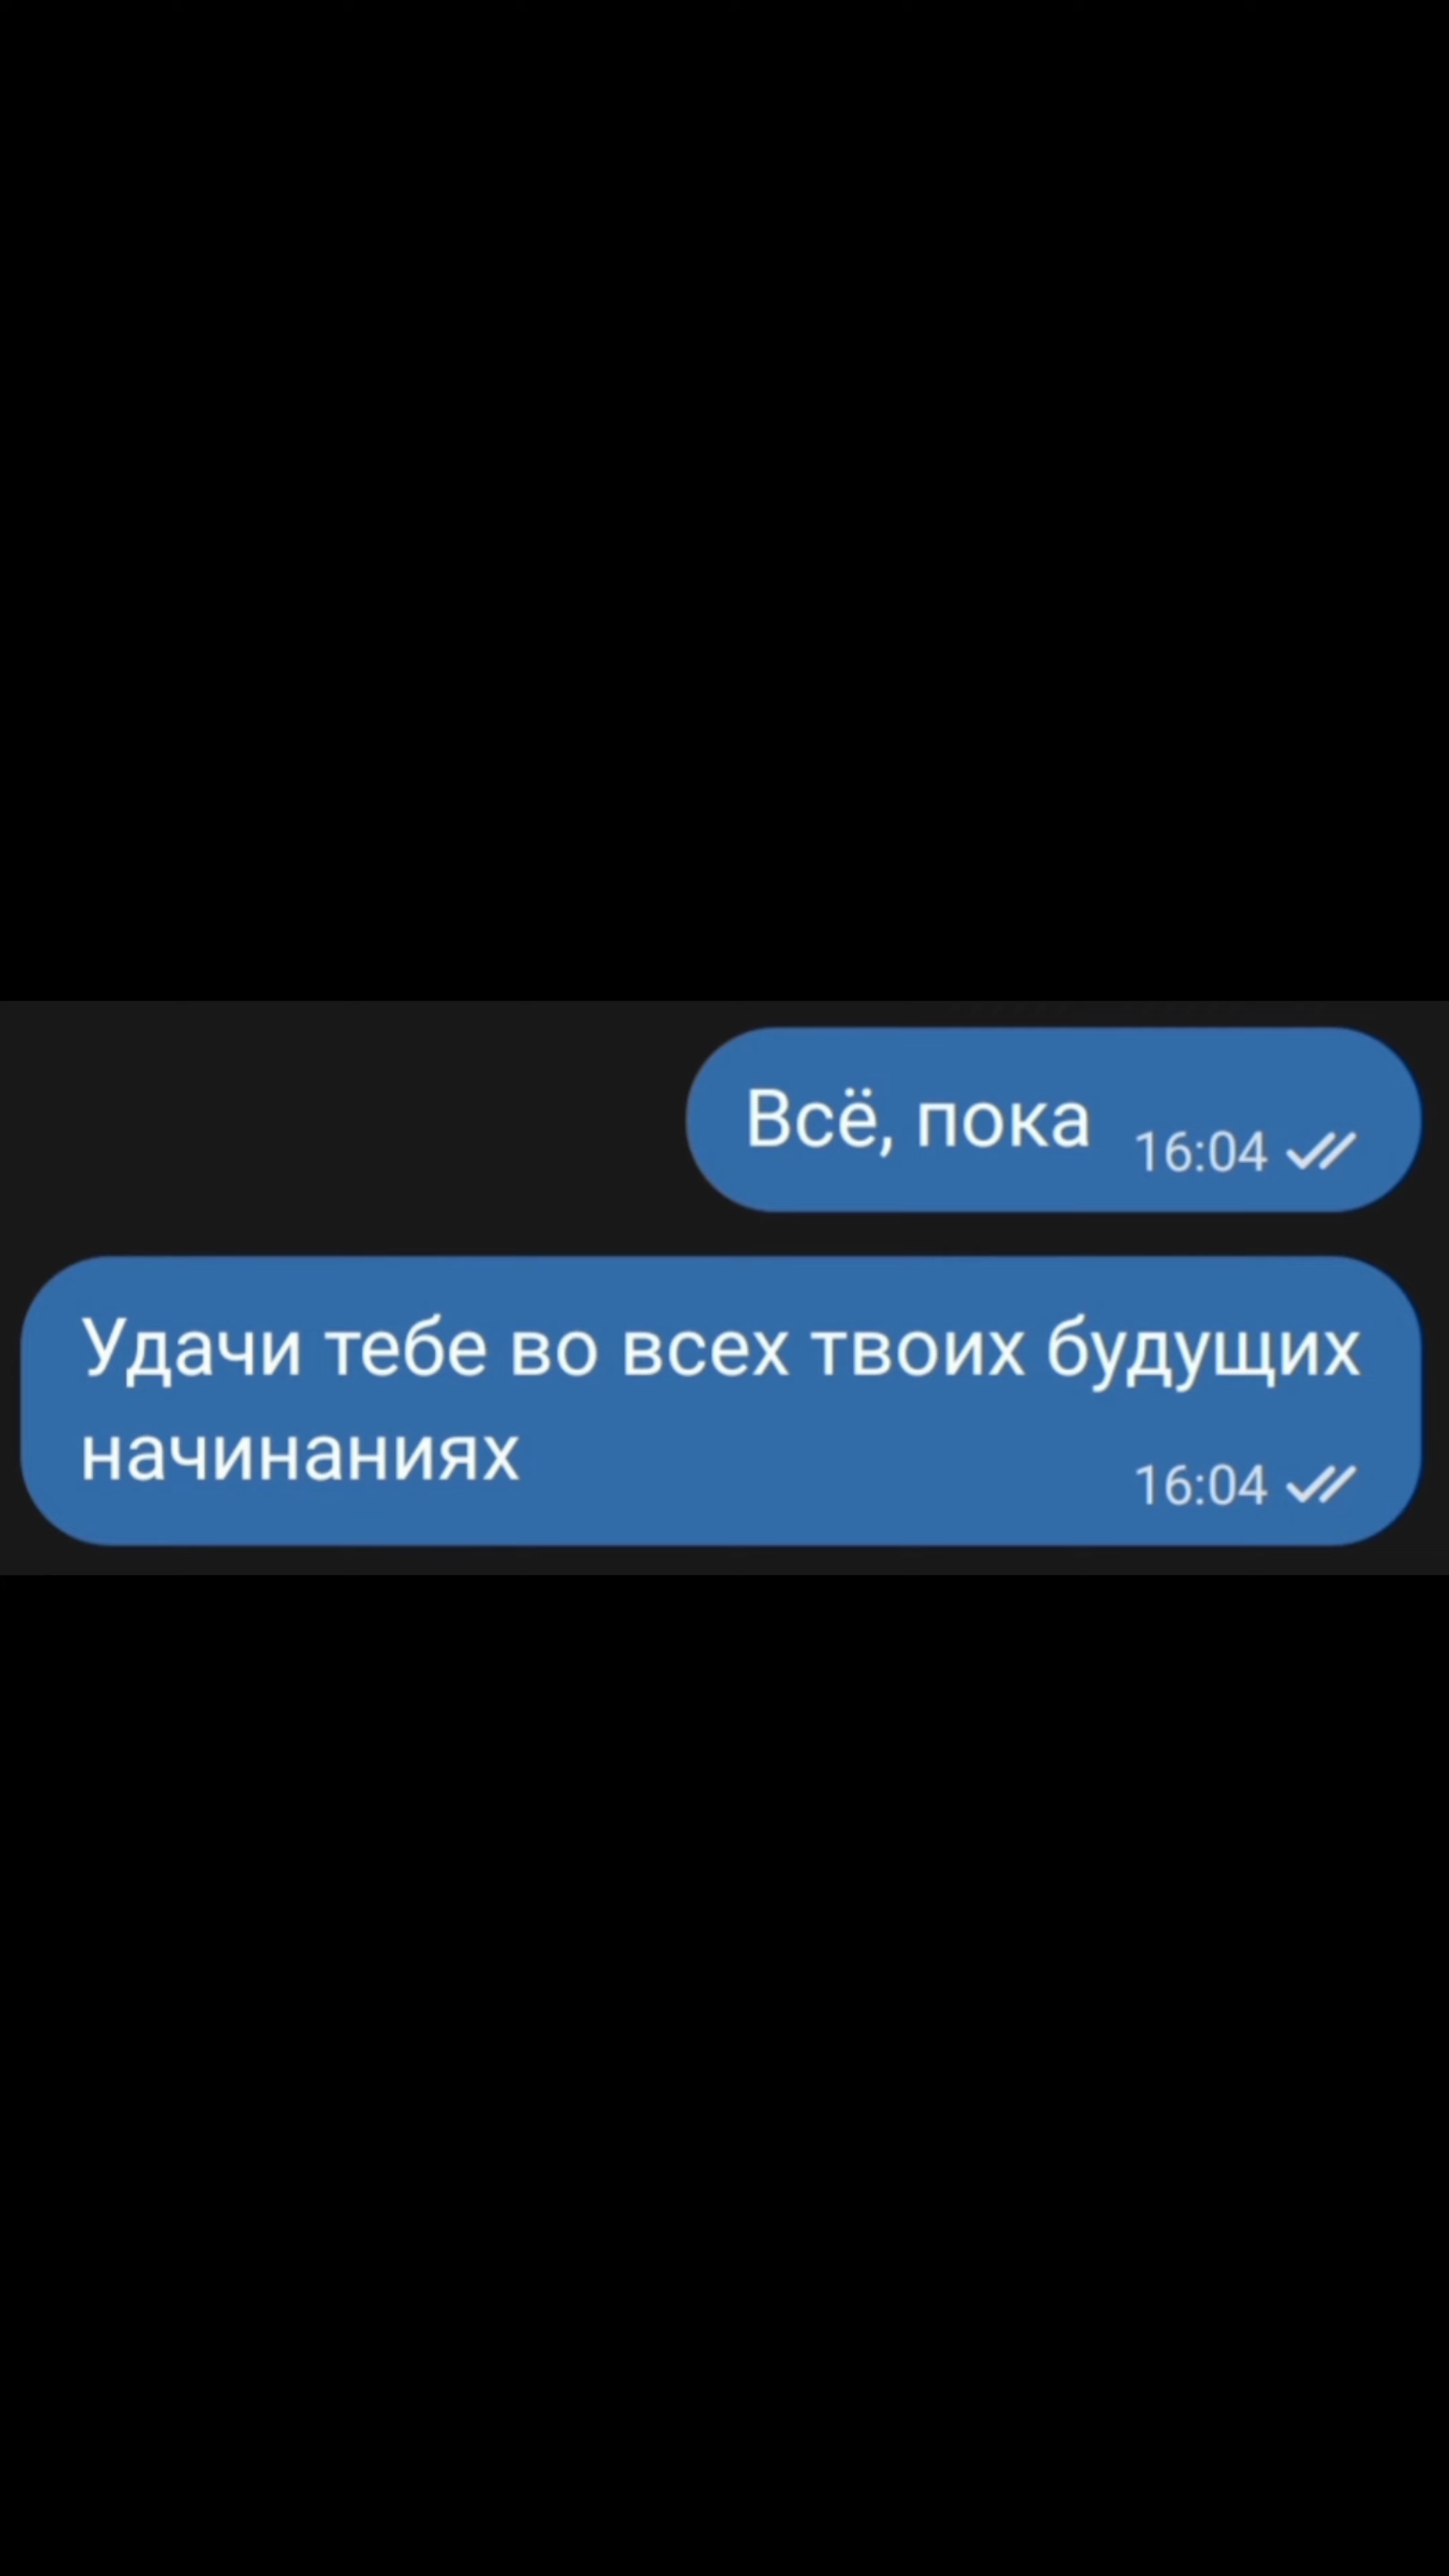 Всё, пока 16:04
Удачи тебе во всех твоих будущих
начинаниях 16:04